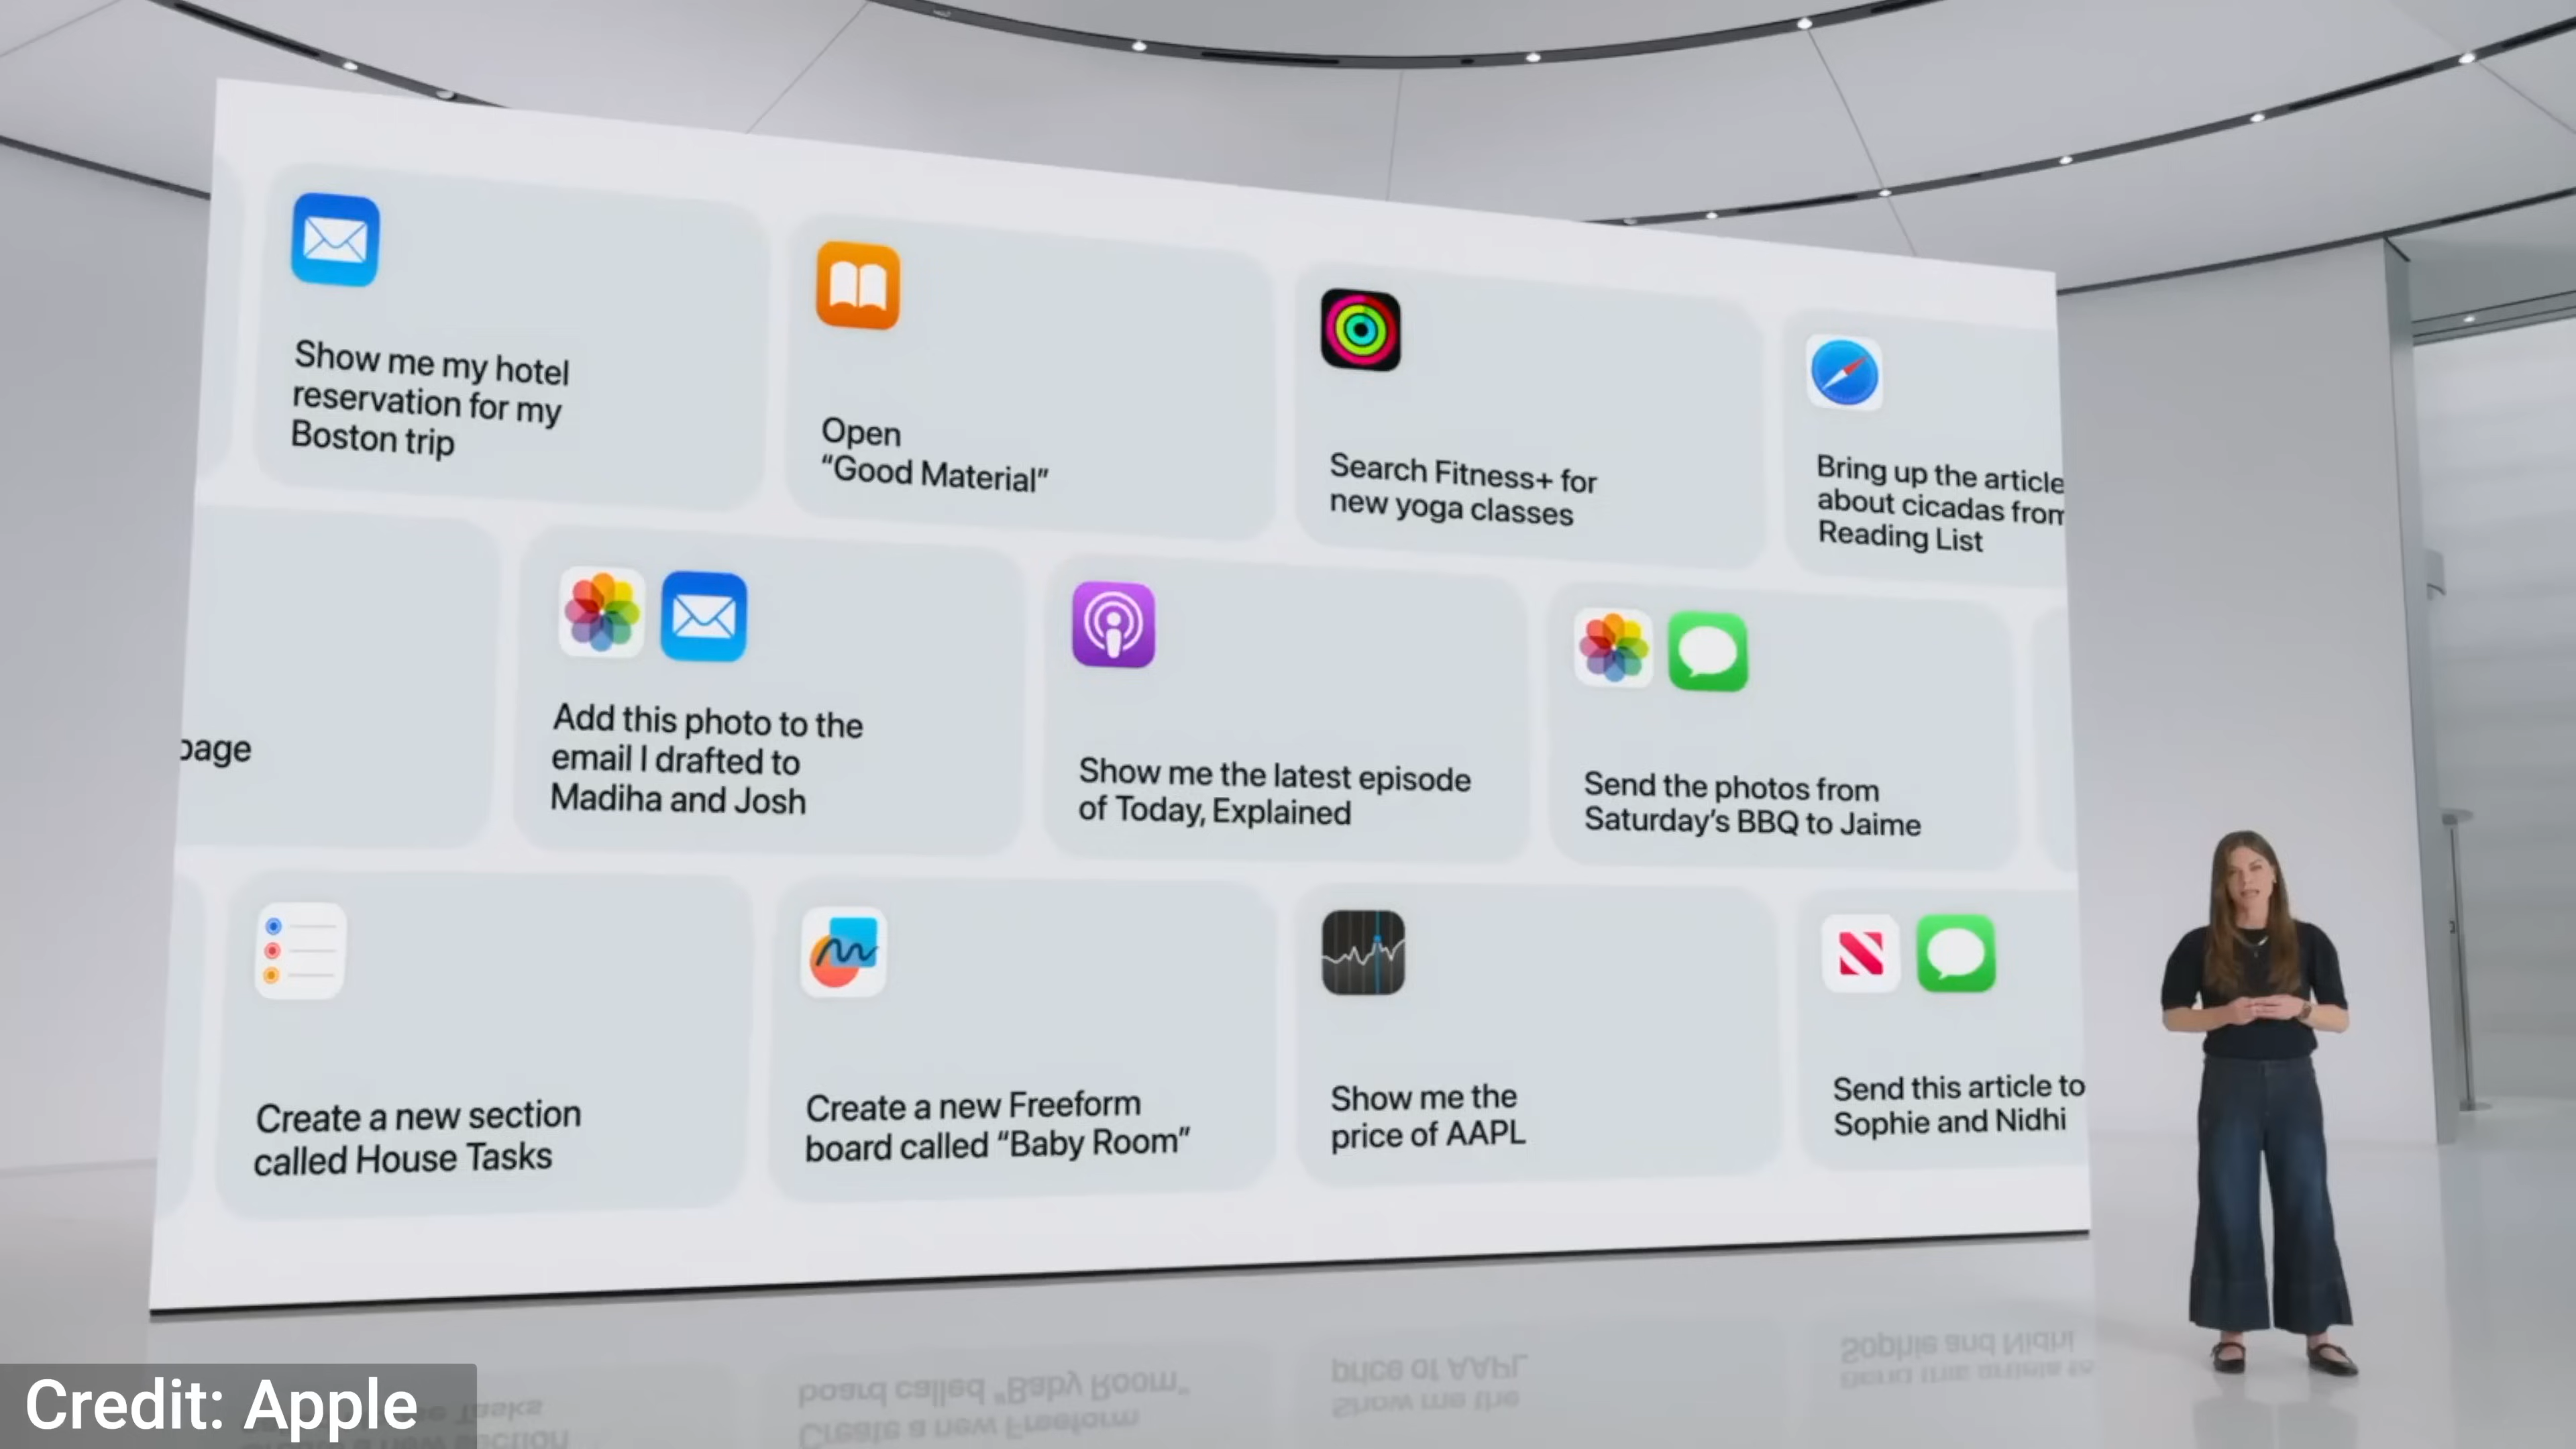 Show me my hotel
reservation for my
Boston trip
Open
“Good Material”
Search Fitness+ for
new yoga classes
Bring up the article
about cicadas from
Reading List
page
Add this photo to the
email I drafted to
Madiha and Josh
Show me the latest episode
of Today, Explained
Send the photos from
Saturday’s BBQ to Jaime
Create a new section
called House Tasks
Create a new Freeform
board called “Baby Room”
Show me the
price of AAPL
Send this article to
Sophie and Nidhi
Credit: Apple